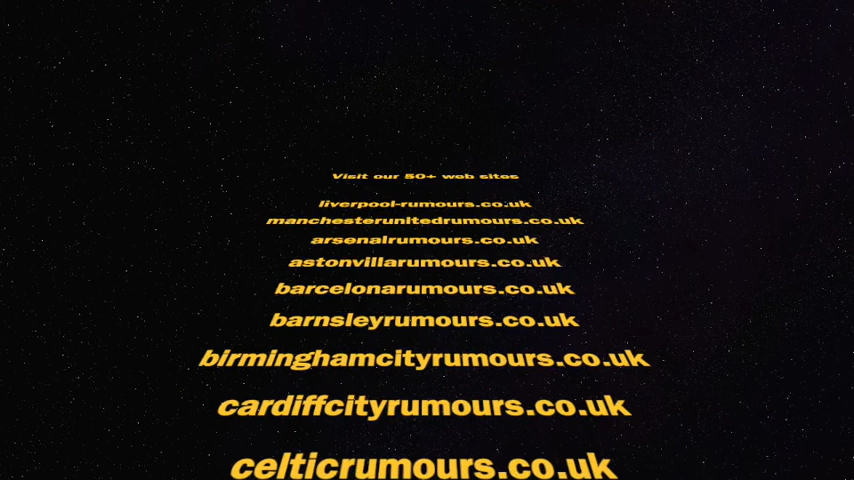 Visit our 50+ web sites
liverpool-rumours.co.uk
manchesterunitedrumours.co.uk
arsenalrumours.co.uk
astonvillarumours.co.uk
barcelonarumours.co.uk
barnsleyrumours.co.uk
birminghamcityrumours.co.uk
cardiffcityrumours.co.uk
celticrumours.co.uk